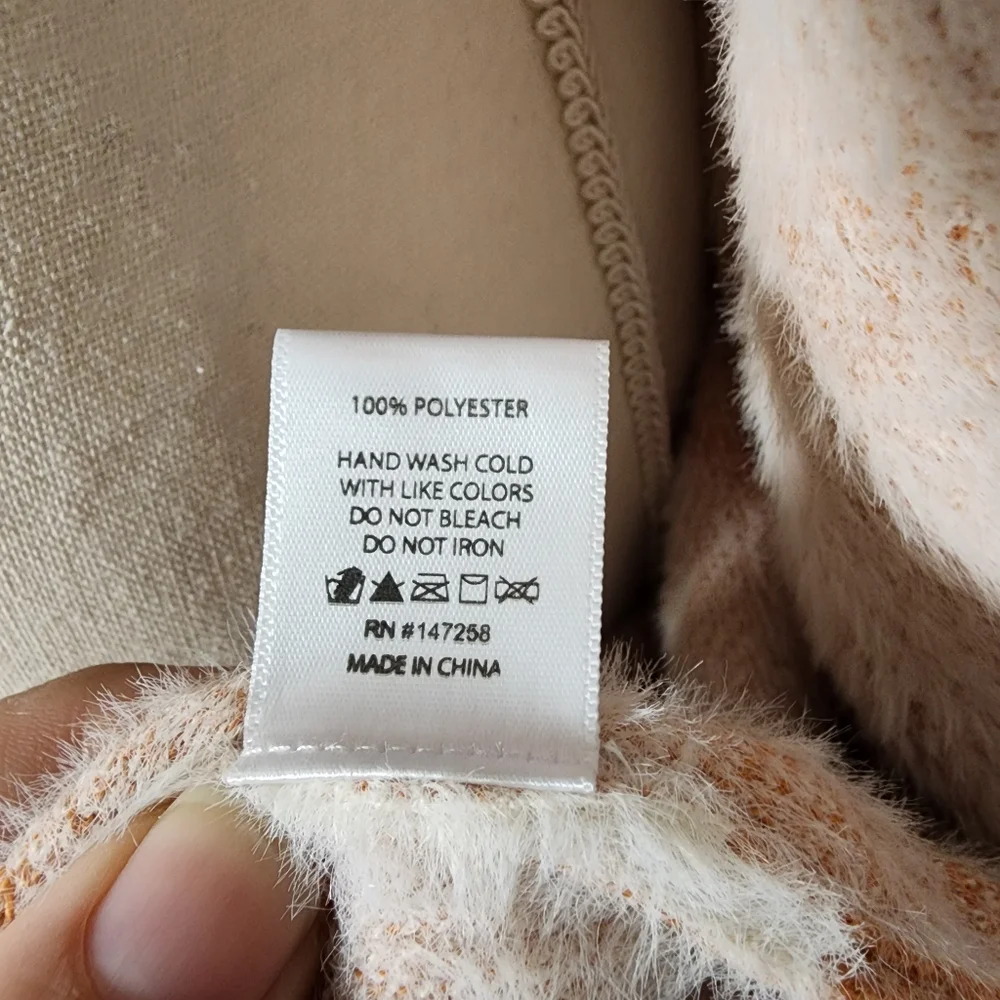 100% POLYESTER
HAND WASH COLD
WITH LIKE COLORS
DO NOT BLEACH
DO NOT IRON
RN #147258
MADE IN CHINA